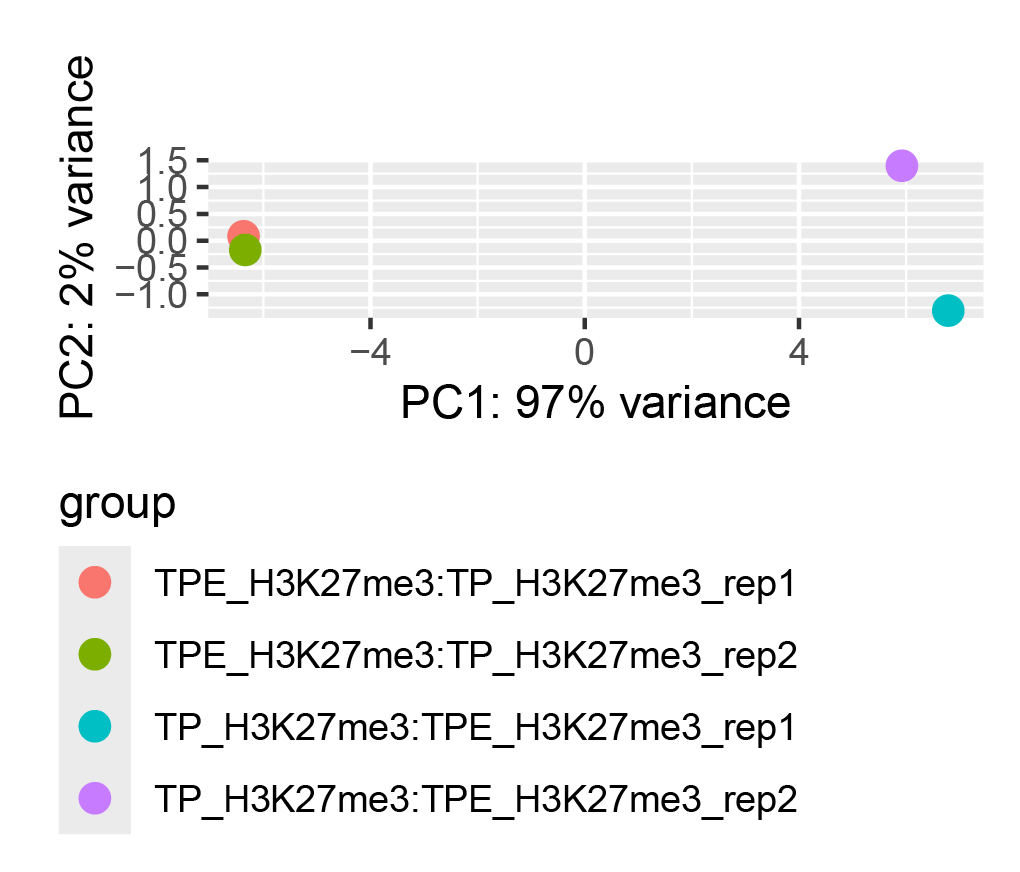 PC2: 2% variance
1.5
1.0
0.5
0.0
−0.5
−1.0
−4 0 4
PC1: 97% variance
group
TPE_H3K27me3:TP_H3K27me3_rep1
TPE_H3K27me3:TP_H3K27me3_rep2
TP_H3K27me3:TPE_H3K27me3_rep1
TP_H3K27me3:TPE_H3K27me3_rep2